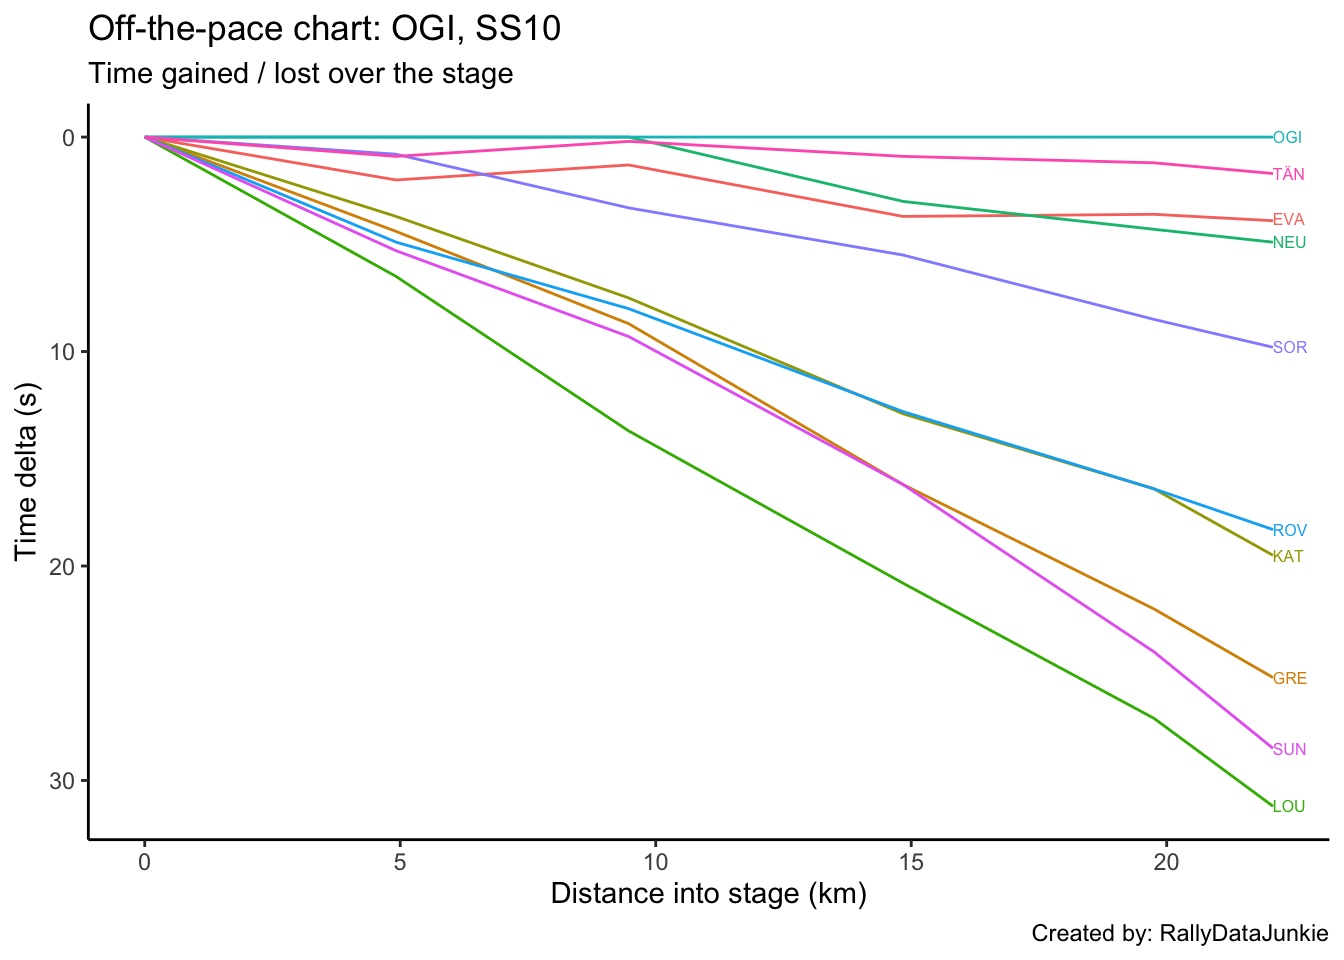 Off-the-pace chart: OGI, SS10
Time gained / lost over the stage
0
10
20
30
Time delta (s)
OGI
TÄN
EVA
NEU
SOR
ROV
KAT
GRE
SUN
LOU
0 5 10 15 20
Distance into stage (km)
Created by: RallyDataJunkie